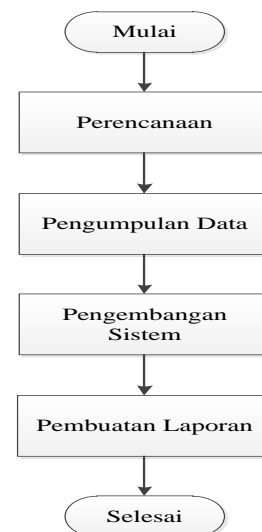 Mulai
Perencanaan
Pengumpulan Data
Pengembangan
Sistem
Pembuatan Laporan
Selesai